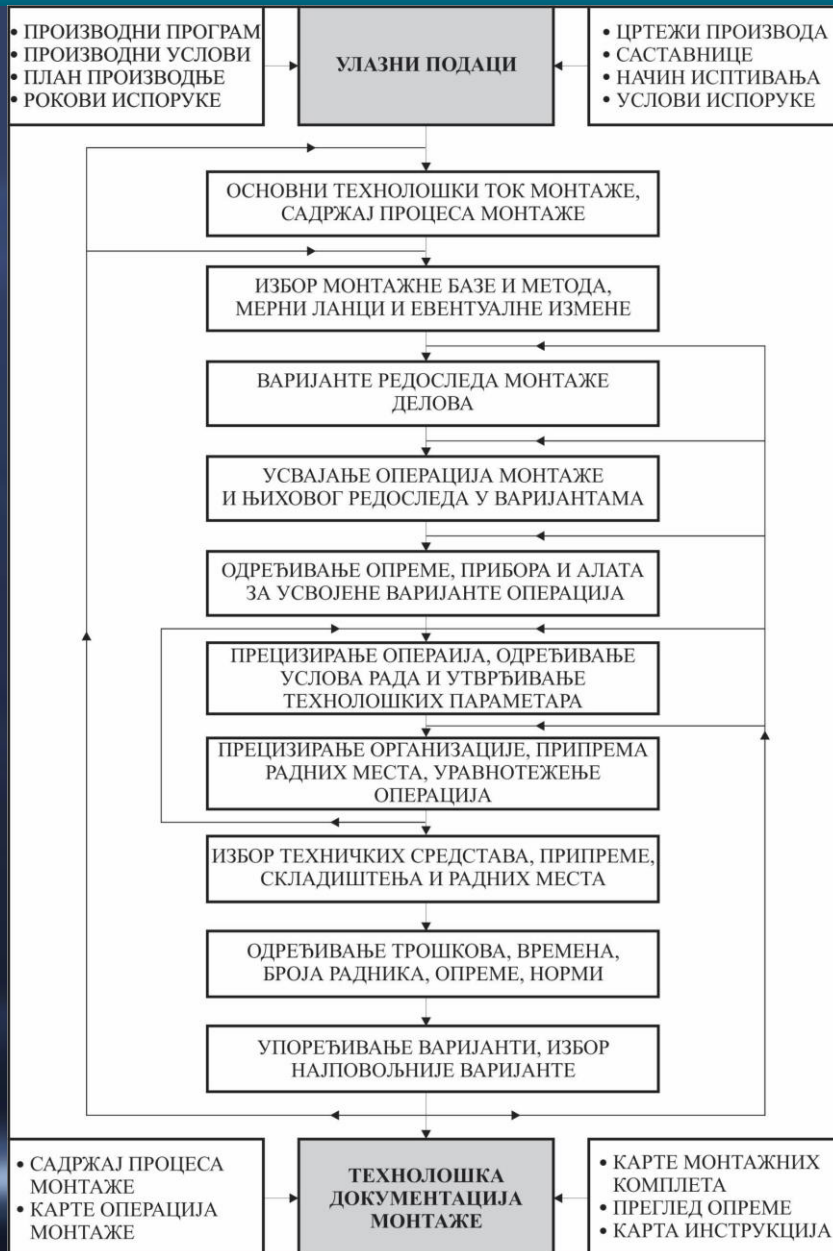 • ПРОИЗВОДНИ ПРОГРАМ
• ПРОИЗВОДНИ УСЛОВИ
• ПЛАН ПРОИЗВОДЊЕ
• РОКОВИ ИСПОРУКЕ
УЛАЗНИ ПОДАЦИ
• ЦРТЕЖИ ПРОИЗВОДА
• САСТАВНИЦЕ
• НАЧИН ИСПТИВАЊА
• УСЛОВИ ИСПОРУКЕ
ОСНОВНИ ТЕХНОЛОШКИ ТОК МОНТАЖЕ,
САДРЖАЈ ПРОЦЕСА МОНТАЖЕ
ИЗБОР МОНТАЖНЕ БАЗЕ И МЕТОДА,
МЕРНИ ЛАНЦИ И ЕВЕНТУАЛНЕ ИЗМЕНЕ
ВАРИЈАНТЕ РЕДОСЛЕДА МОНТАЖЕ
ДЕЛОВА
УСВАЈАЊЕ ОПЕРАЦИЈА МОНТАЖЕ
И ЊИХОВОГ РЕДОСЛЕДА У ВАРИЈАНТАМА
ОДРЕЂИВАЊЕ ОПРЕМЕ, ПРИБОРА И АЛАТА
ЗА УСВОЈЕНЕ ВАРИЈАНТЕ ОПЕРАЦИЈА
ПРЕЦИЗИРАЊЕ ОПЕРАИЈА, ОДРЕЂИВАЊЕ
УСЛОВА РАДА И УТВРЂИВАЊЕ
ТЕХНОЛОШКИХ ПАРАМЕТАРА
ПРЕЦИЗИРАЊЕ ОРГАНИЗАЦИЈЕ, ПРИПРЕМА
РАДНИХ МЕСТА, УРАВНОТЕЖЕЊЕ
ОПЕРАЦИЈА
ИЗБОР ТЕХНИЧКИХ СРЕДСТАВА, ПРИПРЕМЕ,
СКЛАДИШТЕЊА И РАДНИХ МЕСТА
ОДРЕЂИВАЊЕ ТРОШКОВА, ВРЕМЕНА,
БРОЈА РАДНИКА, ОПРЕМЕ, НОРМИ
УПОРЕЂИВАЊЕ ВАРИЈАНТИ, ИЗБОР
НАЈПОВОЉНИЈЕ ВАРИЈАНТЕ
• САДРЖАЈ ПРОЦЕСА
МОНТАЖЕ
• КАРТЕ ОПЕРАЦИЈА
МОНТАЖЕ
ТЕХНОЛОШКА
ДОКУМЕНТАЦИЈА
МОНТАЖЕ
• КАРТЕ МОНТАЖНИХ
КОМПЛЕТА
• ПРЕГЛЕД ОПРЕМЕ
• КАРТА ИНСТРУКЦИЈА